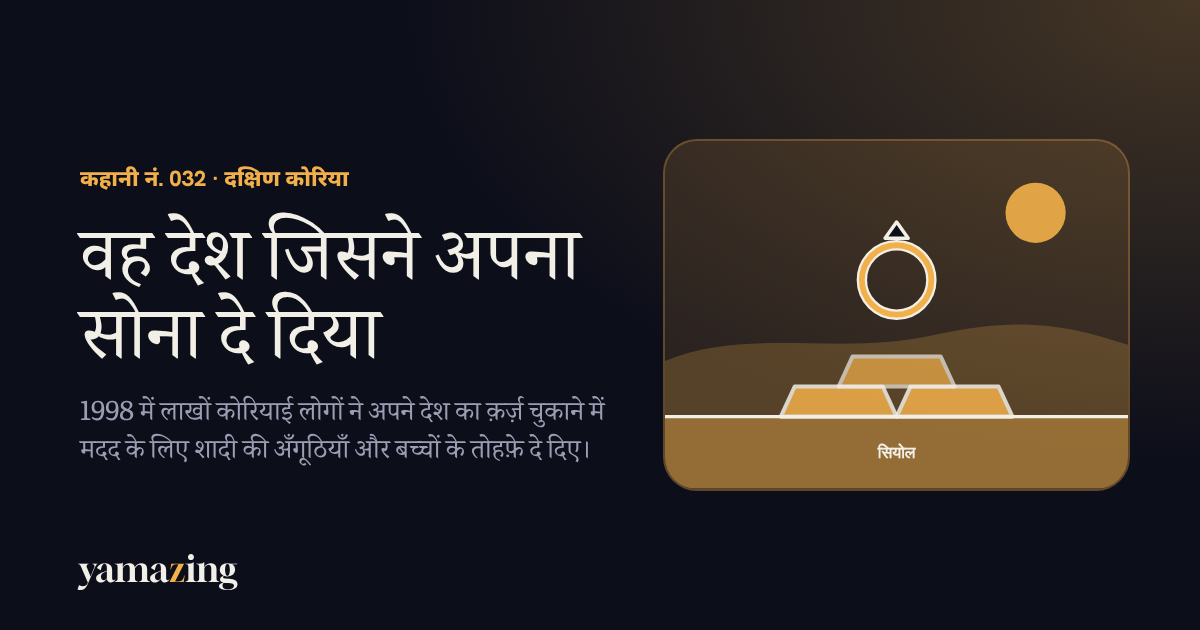 कहानी नं. 032 · दक्षिण कोरिया
वह देश जिसने अपना
सोना दे दिया
1998 में लाखों कोरियाई लोगों ने अपने देश का क़र्ज़ चुकाने में
मदद के लिए शादी की अँगूठियाँ और बच्चों के तोहफ़े दे दिए।
सियोल
yamazing